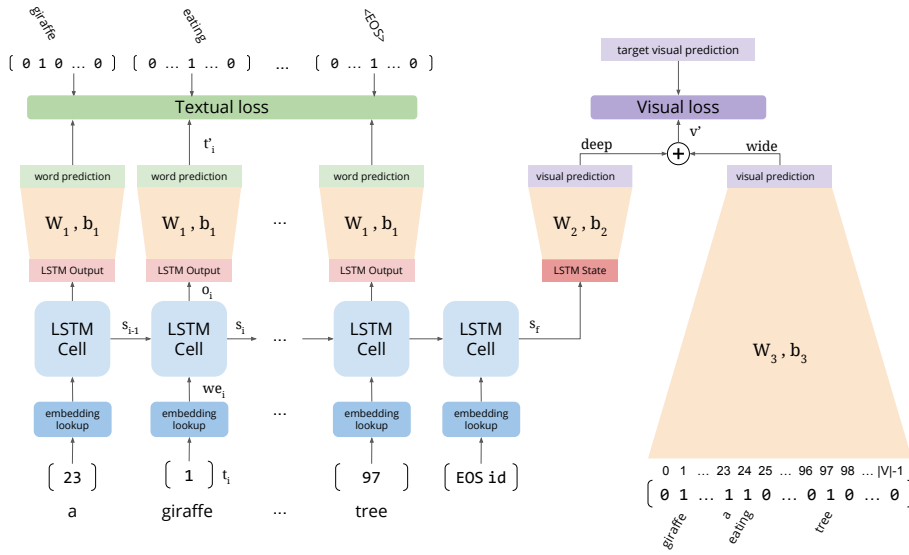 giraffe
eating
<EOS>
[ 0 1 0 ... 0 ]
[ 0 ... 1 ... 0 ]
...
[ 0 ... 1 ... 0 ]
target visual prediction
Textual loss
Visual loss
t'i
v'
deep
+
wide
word prediction
word prediction
word prediction
visual prediction
visual prediction
W1 , b1
W1 , b1
...
W1 , b1
W2 , b2
LSTM Output
LSTM Output
LSTM Output
LSTM State
oi
LSTM Cell
si-1
LSTM Cell
si
...
LSTM Cell
LSTM Cell
sf
W3 , b3
wei
embedding lookup
embedding lookup
...
embedding lookup
embedding lookup
[ 23 ]
[ 1 ]
ti
[ 97 ]
[ EOS id ]
0 1 ... 23 24 25 ... 96 97 98 ... |V|-1
[ 0 1 ... 1 1 0 ... 0 1 0 ... 0 ]
a
giraffe
...
tree
giraffe
a
eating
tree